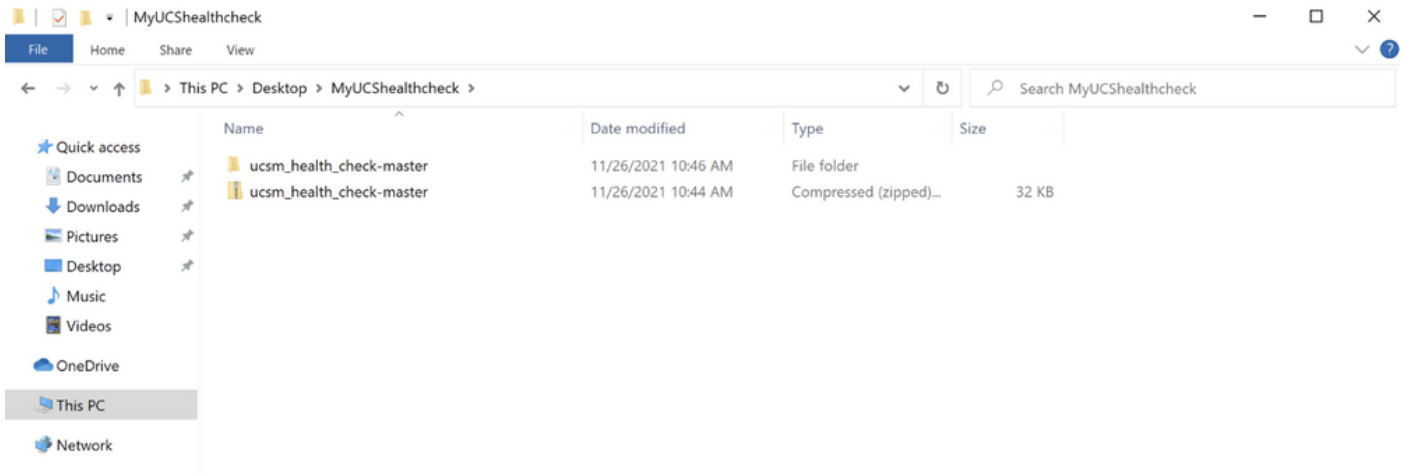 MyUCShealthcheck
File Home Share View
This PC > Desktop > MyUCShealthcheck >
Search MyUCShealthcheck
Name Date modified Type Size
Quick access
Documents
Downloads
Pictures
Desktop
Music
Videos
OneDrive
This PC
Network
ucsm_health_check-master 11/26/2021 10:46 AM File folder
ucsm_health_check-master 11/26/2021 10:44 AM Compressed (zipped)... 32 KB